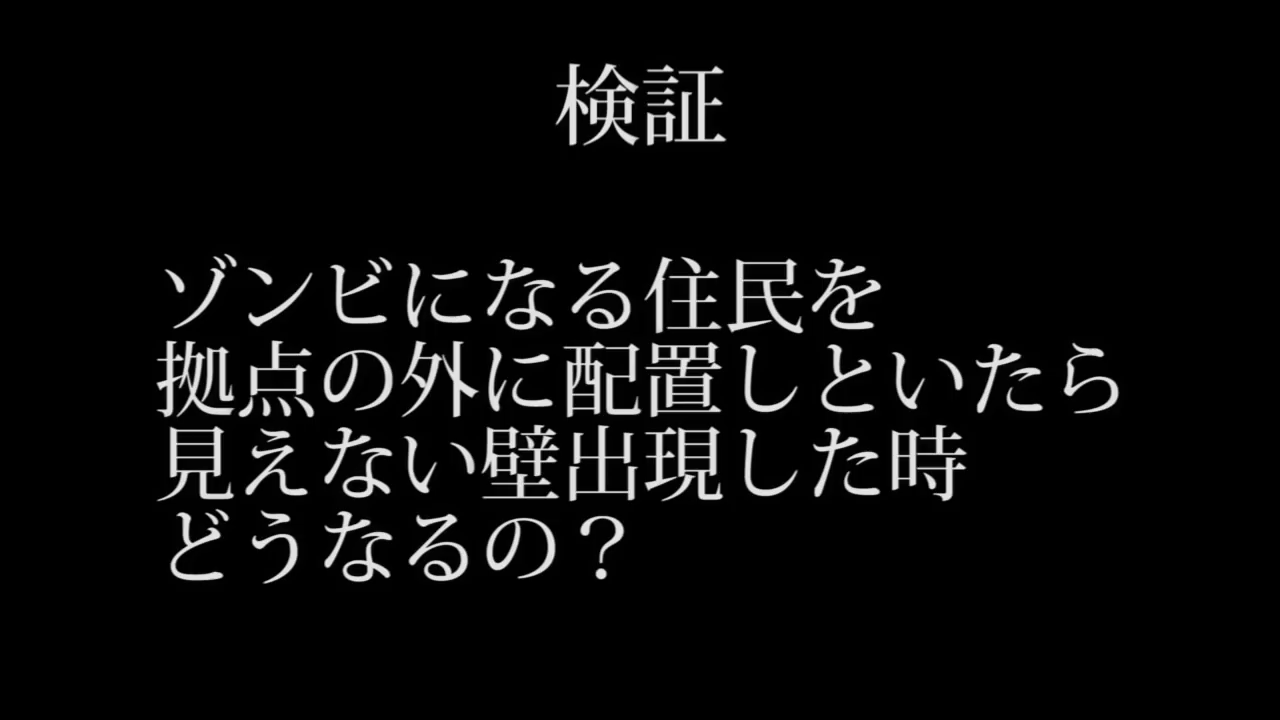 検証
ゾンビになる住民を
拠点の外に配置しといたら
見えない壁出現した時
どうなるの？